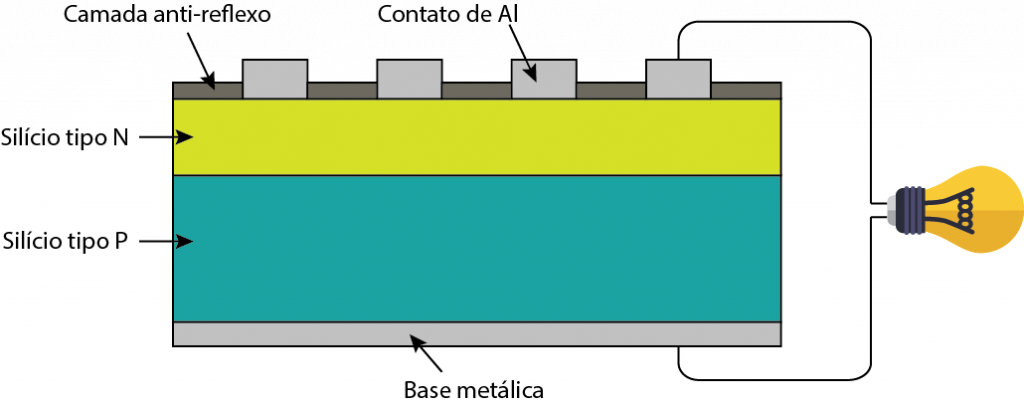 Camada anti-reflexo
Contato de Al
Silício tipo N
Silício tipo P
Base metálica